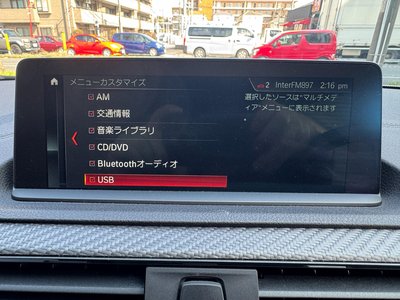 メニューカスタマイズ
2 InterFM897 2:16 pm
AM
交通情報
音楽ライブラリ
CD/DVD
Bluetoothオーディオ
USB
選択したソースは"マルチメデ
ィア"メニューに表示されます